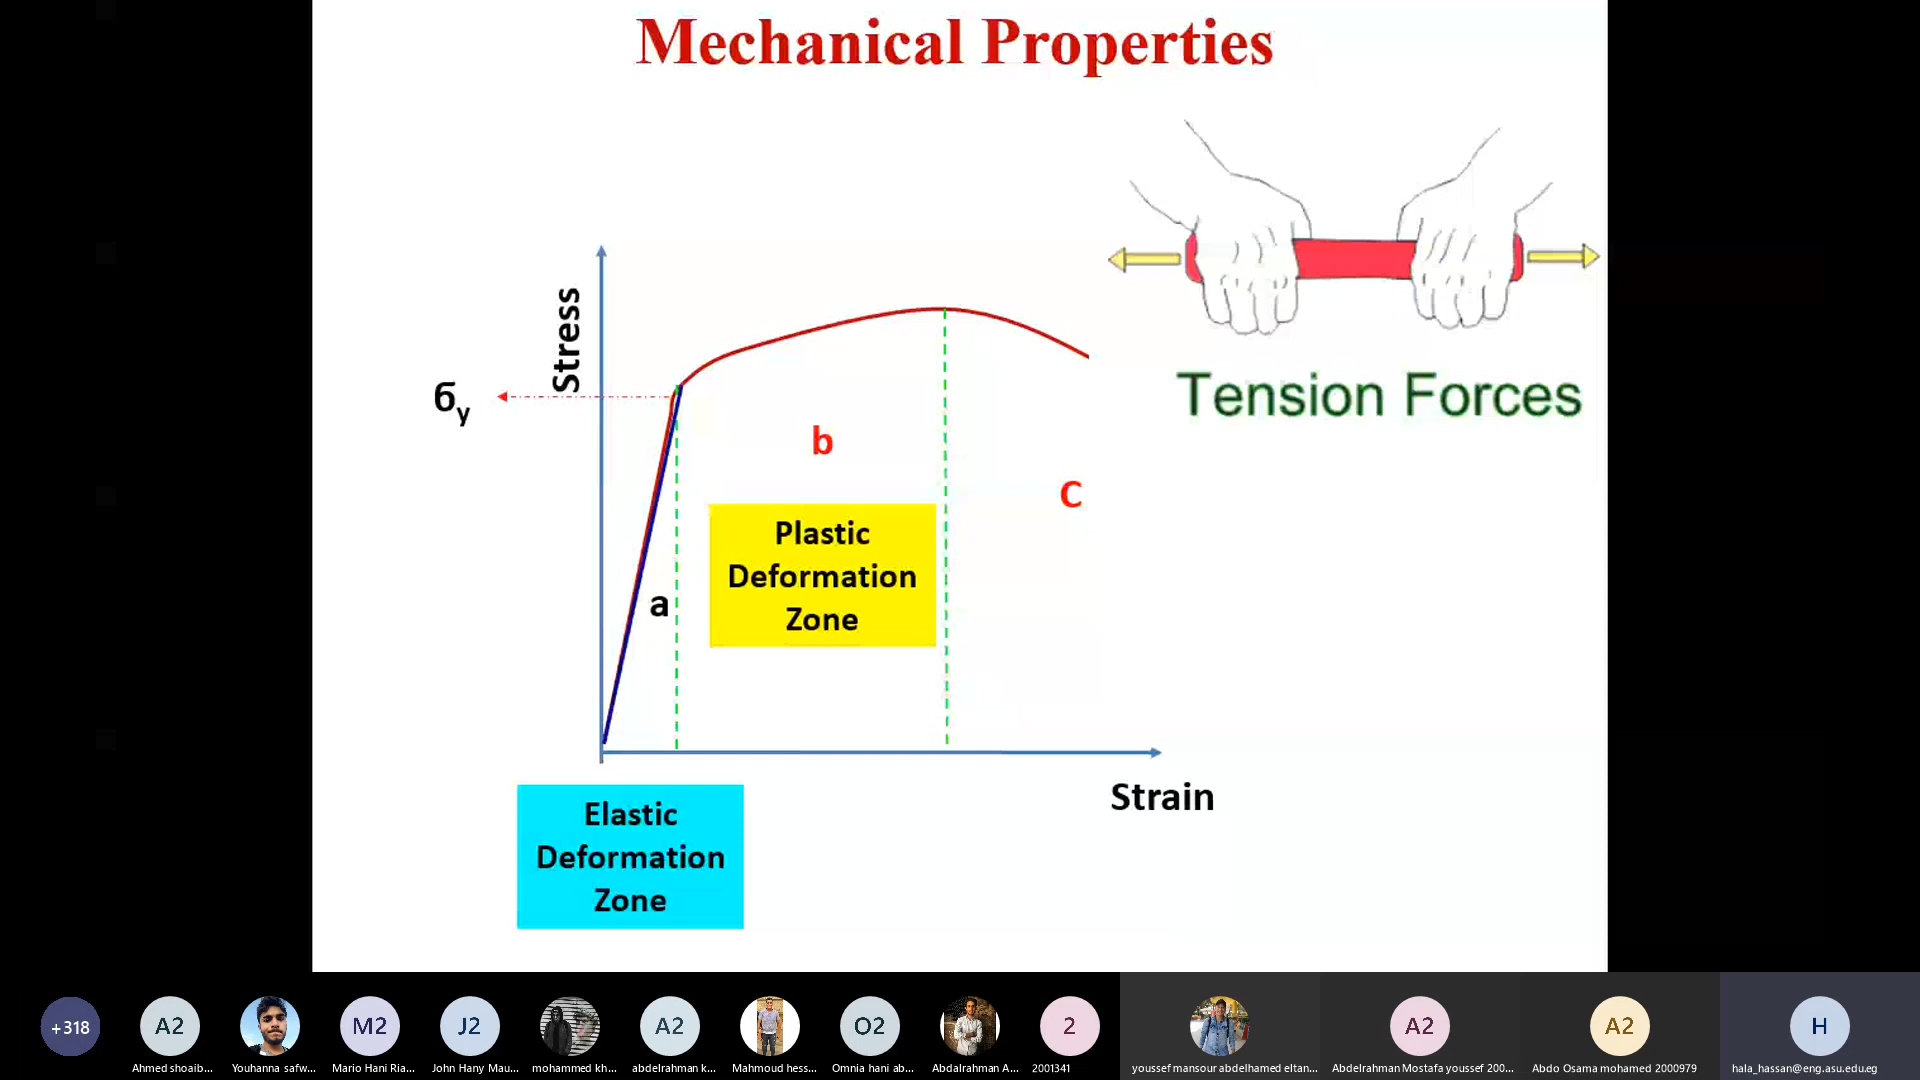 Mechanical Properties
Stress
бy
b
c
Tension Forces
Plastic
Deformation
Zone
a
Strain
Elastic
Deformation
Zone
+318
A2
M2
J2
A2
O2
2
A2
A2
H
Ahmed shoaib...
Youhanna safw...
Mario Hani Ria...
John Hany Mau...
mohammed kh...
abdelrahman k...
Mahmoud hess...
Omnia hani ab...
Abdalrahman A...
2001341
youssef mansour abdelhamed eltan...
Abdelrahman Mostafa youssef 200...
Abdo Osama mohamed 2000979
hala_hassan@eng.asu.edu.eg